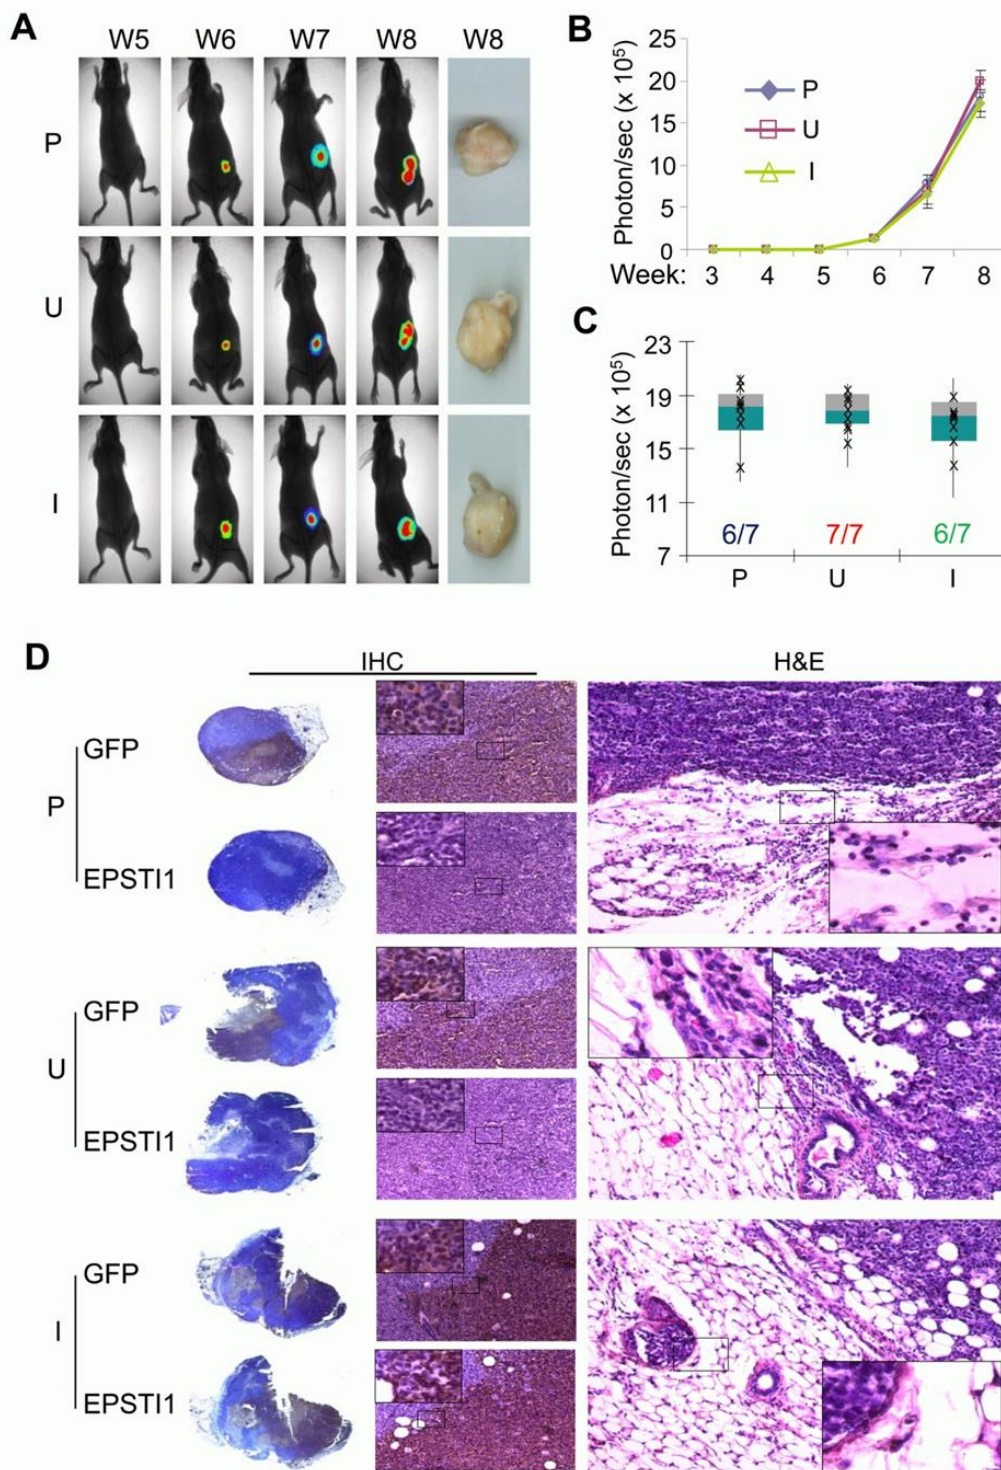 A
W5 W6 W7 W8 W8
P
U
I
B
Photon/sec (x 10⁵)
25
20
15
10
5
0
P
U
I
Week: 3 4 5 6 7 8
C
Photon/sec (x 10⁵)
23
19
15
11
7
6/7 7/7 6/7
P U I
D
IHC H&E
P
GFP
EPSTI1
U
GFP
EPSTI1
I
GFP
EPSTI1